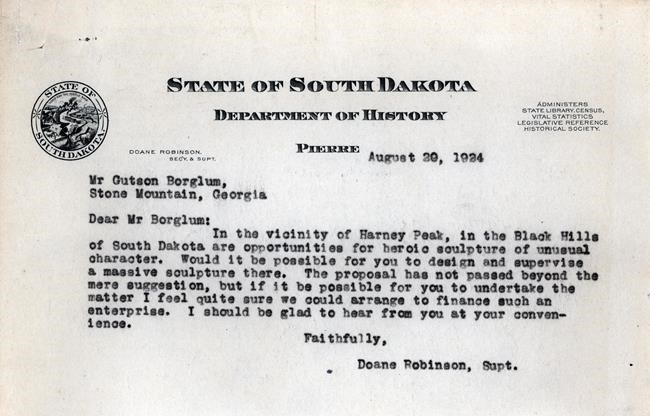 STATE OF SOUTH DAKOTA
DEPARTMENT OF HISTORY
PIERRE
STATE OF
SOUTH DAKOTA
DOANE ROBINSON,
SEC'Y. & SUPT.
ADMINISTERS
STATE LIBRARY, CENSUS,
VITAL STATISTICS
LEGISLATIVE REFERENCE
HISTORICAL SOCIETY.
August 29, 1924
Mr Gutson Borglum,
Stone Mountain, Georgia
Dear Mr Borglum:
In the vicinity of Harney Peak, in the Black Hills
of South Dakota are opportunities for heroic sculpture of unusual
character. Would it be possible for you to design and supervise
a massive sculpture there. The proposal has not passed beyond the
mere suggestion, but if it be possible for you to undertake the
matter I feel quite sure we could arrange to finance such an
enterprise. I should be glad to hear from you at your conven-
ience.
Faithfully,
Doane Robinson, Supt.